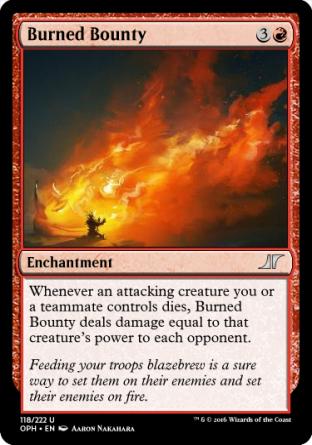 Burned Bounty 3
Enchantment
Whenever an attacking creature you or
a teammate controls dies, Burned
Bounty deals damage equal to that
creature's power to each opponent.
Feeding your troops blazebrew is a sure
way to set them on their enemies and set
their enemies on fire.
118/222 U
OPH • EN Aaron Nakahara
™ & © 2016 Wizards of the Coast